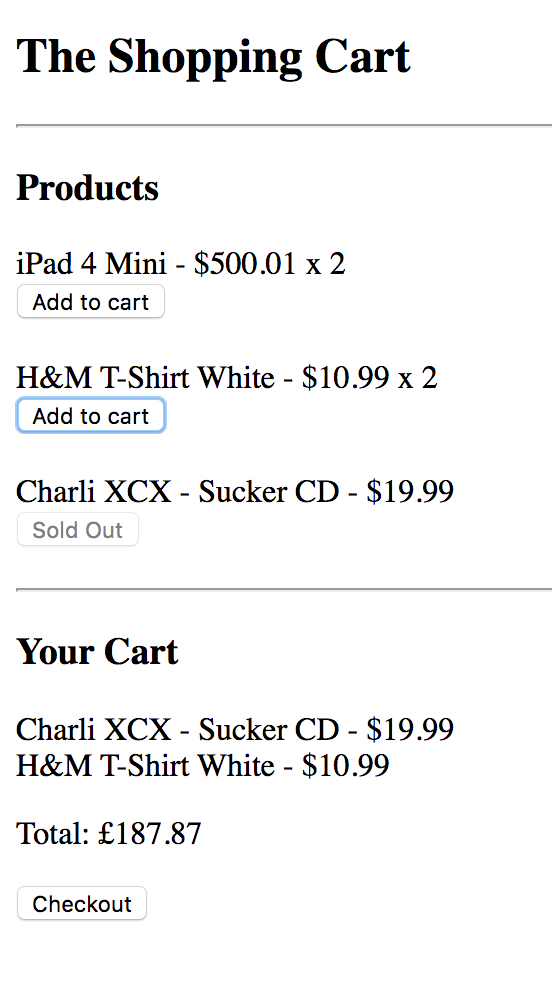 The Shopping Cart
Products
iPad 4 Mini - $500.01 x 2
Add to cart
H&M T-Shirt White - $10.99 x 2
Add to cart
Charli XCX - Sucker CD - $19.99
Sold Out
Your Cart
Charli XCX - Sucker CD - $19.99
H&M T-Shirt White - $10.99
Total: £187.87
Checkout